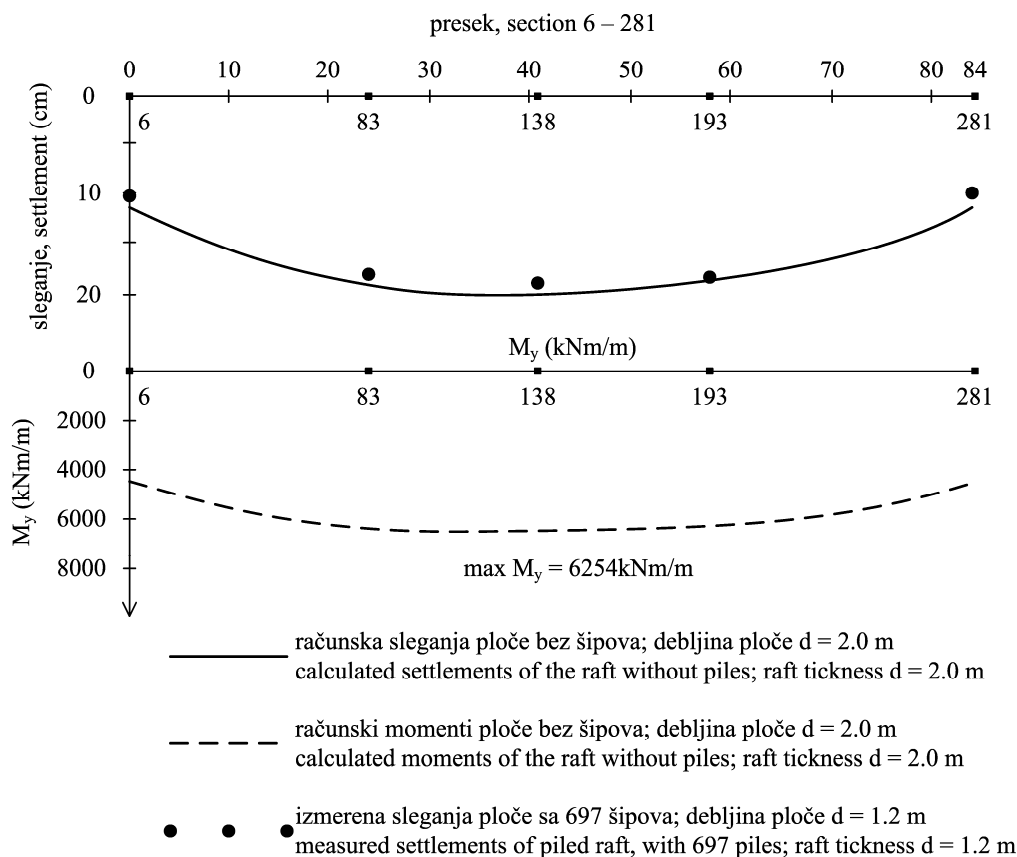 presek, section 6 – 281
0 10 20 30 40 50 60 70 80 84
0
6 83 138 193 281
10
20
sleganje, settlement (cm)
M_y (kNm/m)
0
6 83 138 193 281
2000
4000
6000
8000
M_y (kNm/m)
max M_y = 6254kNm/m
računska sleganja ploče bez šipova; debljina ploče d = 2.0 m
calculated settlements of the raft without piles; raft tickness d = 2.0 m
računski momenti ploče bez šipova; debljina ploče d = 2.0 m
calculated moments of the raft without piles; raft tickness d = 2.0 m
izmerena sleganja ploče sa 697 šipova; debljina ploče d = 1.2 m
measured settlements of piled raft, with 697 piles; raft tickness d = 1.2 m